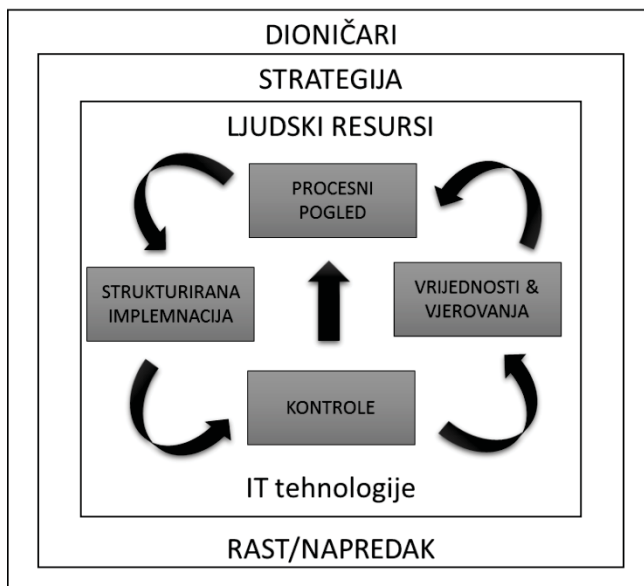 DIONIČARI
STRATEGIJA
LJUDSKI RESURSI
PROCESNI
POGLED
STRUKTURIRANA
IMPLEMNACIJA
VRIJEDNOSTI &
VJEROVANJA
KONTROLE
IT tehnologije
RAST/NAPREDAK